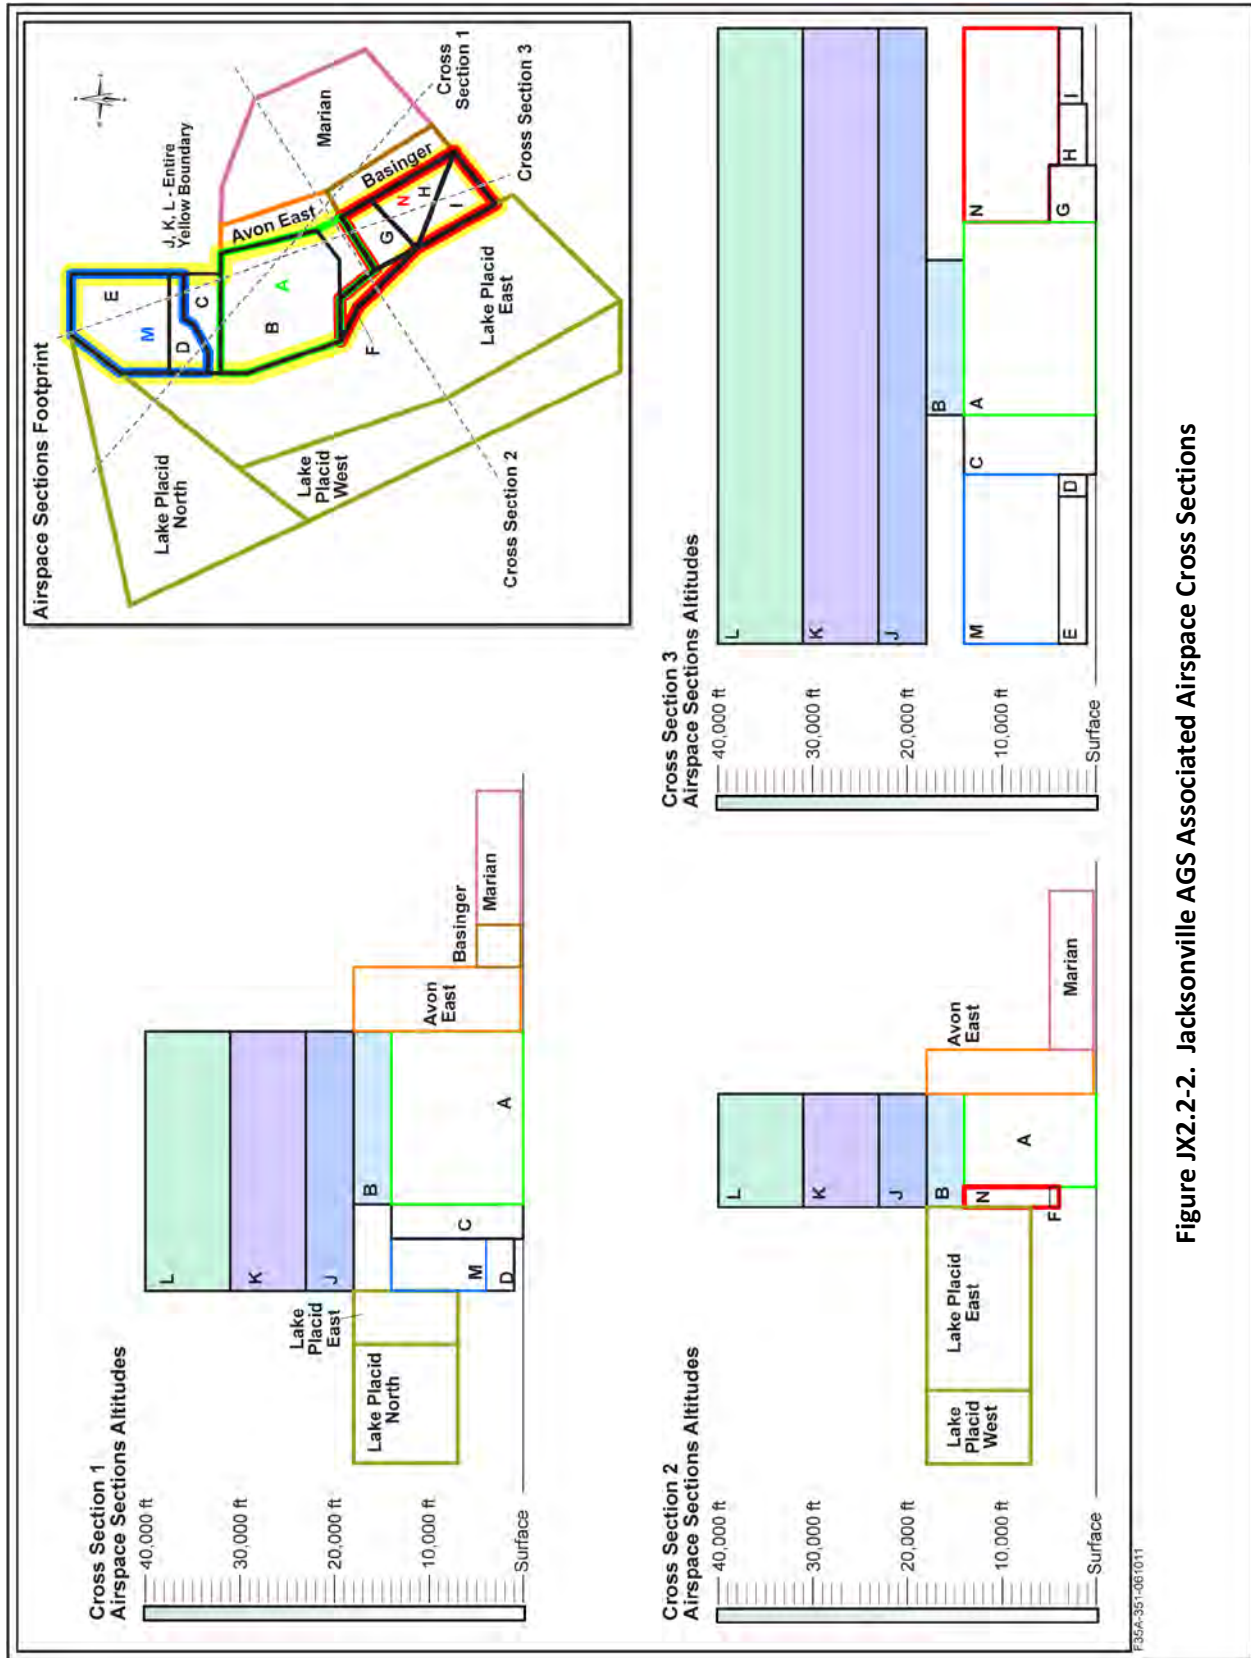 Cross Section 1
Airspace Sections Altitudes
40,000 ft
30,000 ft
20,000 ft
10,000 ft
Surface
L
K
J
B
A
C
M
D
Lake
Placid
East
Lake Placid
North
Avon
East
Basinger
Marian
Airspace Sections Footprint
J, K, L - Entire
Yellow Boundary
E
M
D
C
B
A
F
G
N
H
I
Avon East
Basinger
Marian
Lake Placid
North
Lake
Placid
West
Lake Placid
East
Cross
Section 1
Cross Section 2
Cross Section 3
Cross Section 2
Airspace Sections Altitudes
40,000 ft
30,000 ft
20,000 ft
10,000 ft
Surface
L
K
J
B
N
F
A
Lake
Placid
West
Lake Placid
East
Avon
East
Marian
Cross Section 3
Airspace Sections Altitudes
40,000 ft
30,000 ft
20,000 ft
10,000 ft
Surface
L
K
J
B
M
E
D
C
A
N
G
H
I
F35A-351-061011
Figure JX2.2-2. Jacksonville AGS Associated Airspace Cross Sections